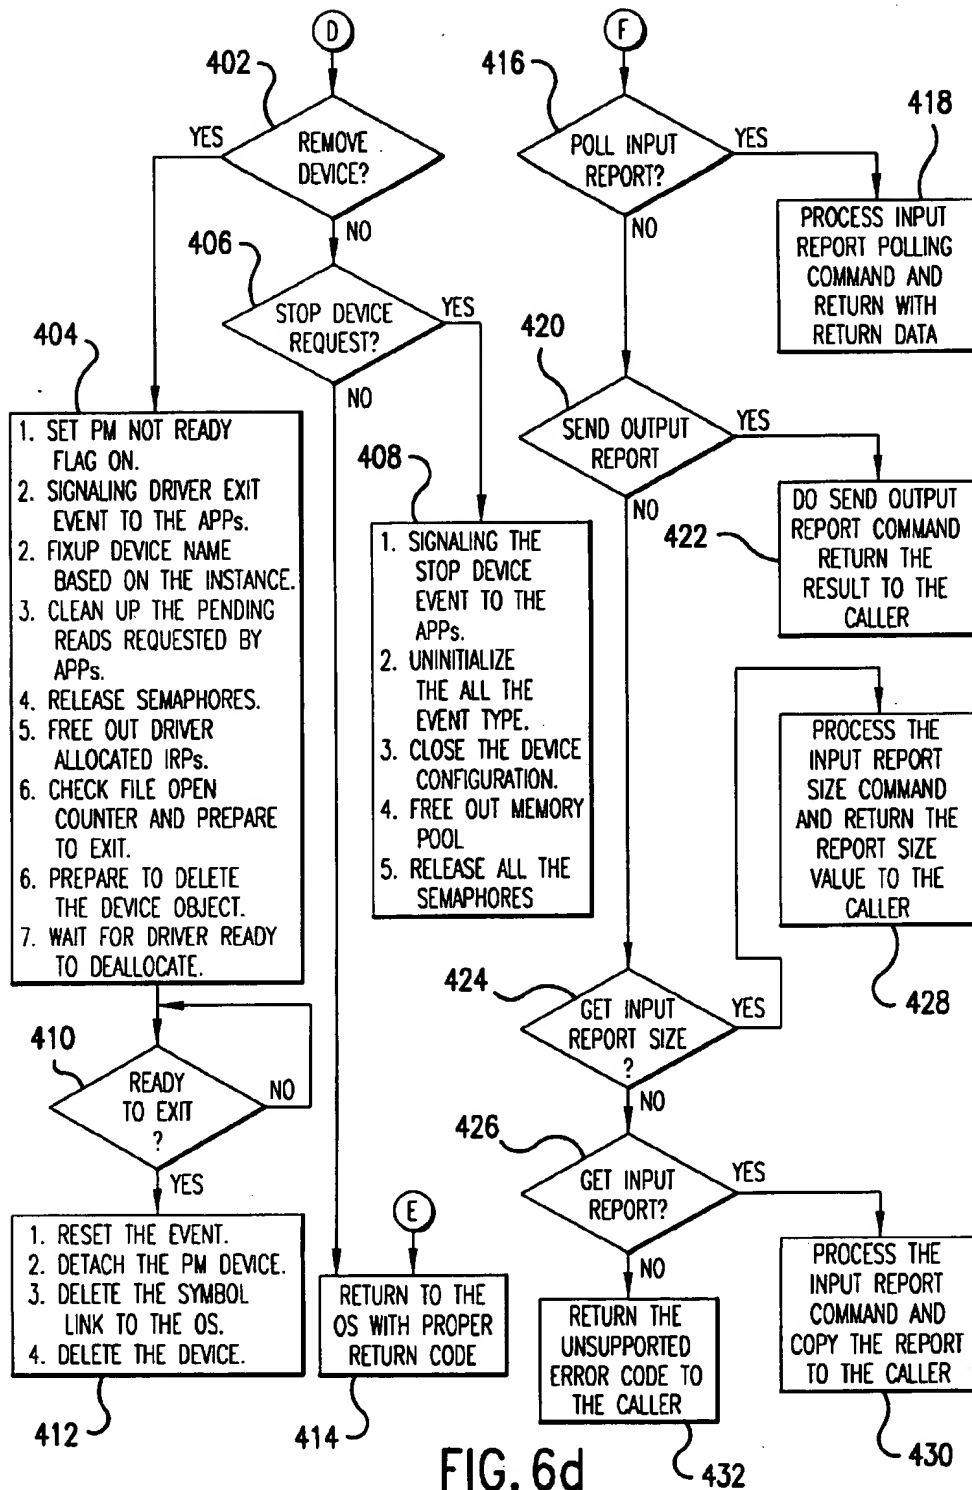 D
402
REMOVE
DEVICE?
YES
NO
406
STOP DEVICE
REQUEST?
YES
NO
404
1. SET PM NOT READY
FLAG ON.
2. SIGNALING DRIVER EXIT
EVENT TO THE APPs.
2. FIXUP DEVICE NAME
BASED ON THE INSTANCE.
3. CLEAN UP THE PENDING
READS REQUESTED BY
APPs.
4. RELEASE SEMAPHORES.
5. FREE OUT DRIVER
ALLOCATED IRPs.
6. CHECK FILE OPEN
COUNTER AND PREPARE
TO EXIT.
6. PREPARE TO DELETE
THE DEVICE OBJECT.
7. WAIT FOR DRIVER READY
TO DEALLOCATE.
408
1. SIGNALING THE
STOP DEVICE
EVENT TO THE
APPs.
2. UNINITIALIZE
THE ALL THE
EVENT TYPE.
3. CLOSE THE DEVICE
CONFIGURATION.
4. FREE OUT MEMORY
POOL
5. RELEASE ALL THE
SEMAPHORES
410
READY
TO EXIT
?
NO
YES
1. RESET THE EVENT.
2. DETACH THE PM DEVICE.
3. DELETE THE SYMBOL
LINK TO THE OS.
4. DELETE THE DEVICE.
412
E
RETURN TO THE
OS WITH PROPER
RETURN CODE
414
F
416
POLL INPUT
REPORT?
YES
NO
418
PROCESS INPUT
REPORT POLLING
COMMAND AND
RETURN WITH
RETURN DATA
420
SEND OUTPUT
REPORT
YES
NO
422
DO SEND OUTPUT
REPORT COMMAND
RETURN THE
RESULT TO THE
CALLER
424
GET INPUT
REPORT SIZE
?
YES
NO
PROCESS THE
INPUT REPORT
SIZE COMMAND
AND RETURN THE
REPORT SIZE
VALUE TO THE
CALLER
428
426
GET INPUT
REPORT?
YES
NO
PROCESS THE
INPUT REPORT
COMMAND AND
COPY THE REPORT
TO THE CALLER
430
RETURN THE
UNSUPPORTED
ERROR CODE TO
THE CALLER
432
FIG. 6d